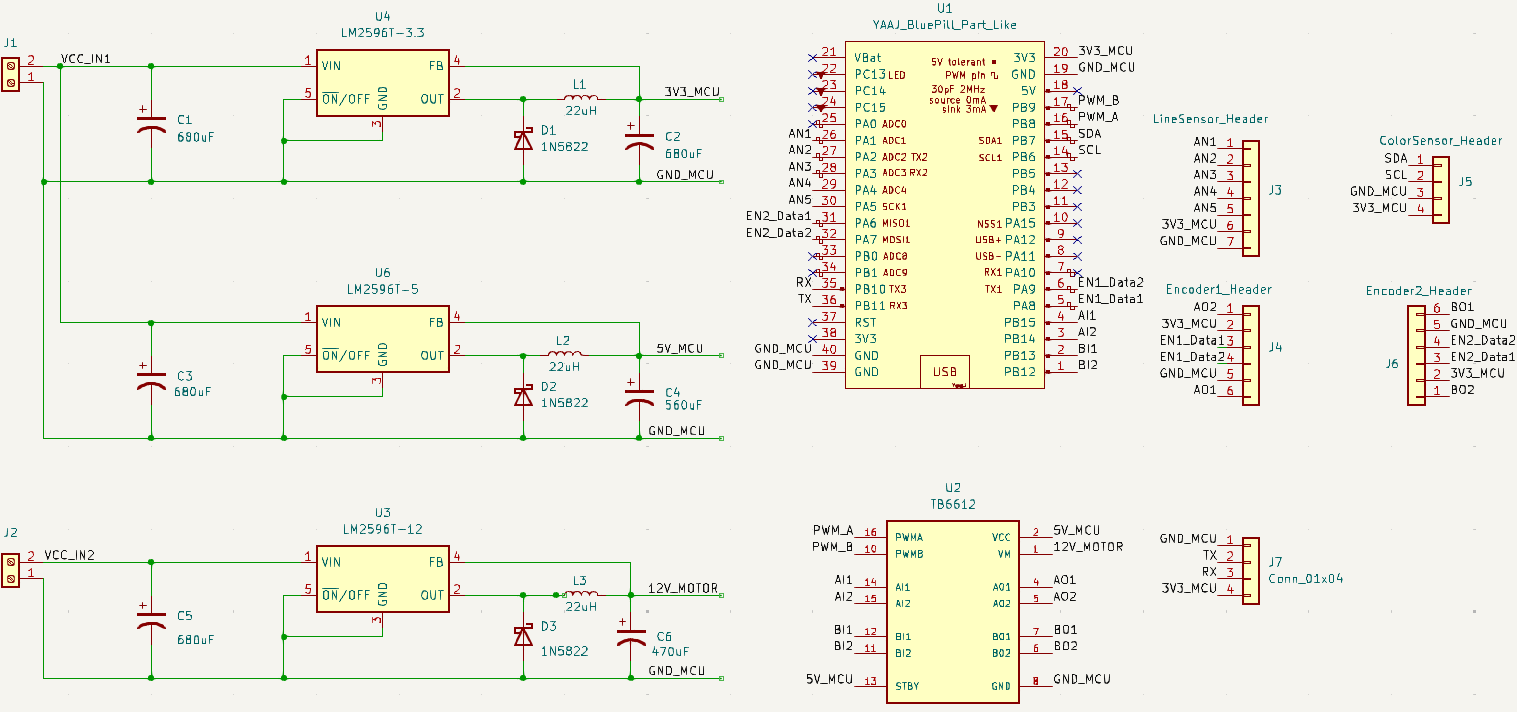 J1
2 VCC_IN1
1
U4
LM2596T-3.3
1 VIN FB 4
5 ON/OFF GND OUT 2
3
C1
680uF
D1
1N5822
L1
22uH
C2
680uF
3V3_MCU
GND_MCU
U6
LM2596T-5
1 VIN FB 4
5 ON/OFF GND OUT 2
3
C3
680uF
D2
1N5822
L2
22uH
C4
560uF
5V_MCU
GND_MCU
J2
2 VCC_IN2
1
U3
LM2596T-12
1 VIN FB 4
5 ON/OFF GND OUT 2
3
C5
680uF
D3
1N5822
L3
22uH
C6
470uF
12V_MOTOR
GND_MCU
U1
YAAJ_BluePill_Part_Like
5V tolerant
PWM pin
30pF 2MHz
source 0mA
sink 3mA
21 VBat
22 PC13 LED
23 PC14
24 PC15
25 PA0 ADC0
AN1 26 PA1 ADC1
AN2 27 PA2 ADC2 TX2
AN3 28 PA3 ADC3 RX2
AN4 29 PA4 ADC4
AN5 30 PA5 SCK1
EN2_Data1 31 PA6 MISO1
EN2_Data2 32 PA7 MOSI1
33 PB0 ADC8
34 PB1 ADC9
RX 35 PB10 TX3
TX 36 PB11 RX3
37 RST
38 3V3
GND_MCU 40 GND
GND_MCU 39 GND
3V3 20 3V3_MCU
GND 19 GND_MCU
5V 18
PB9 17 PWM_B
PB8 16 PWM_A
SDA1 PB7 15 SDA
SCL1 PB6 14 SCL
PB5 13
PB4 12
PB3 11
NSS1 PA15 10
USB+ PA12 9
USB- PA11 8
RX1 PA10 7
TX1 PA9 6 EN1_Data2
PA8 5 EN1_Data1
PB15 4 AI1
PB14 3 AI2
PB13 2 BI1
PB12 1 BI2
USB
LineSensor_Header
AN1 1
AN2 2
AN3 3
AN4 4
AN5 5
3V3_MCU 6
GND_MCU 7
J3
ColorSensor_Header
SDA 1
SCL 2
GND_MCU 3
3V3_MCU 4
J5
Encoder1_Header
AO2 1
3V3_MCU 2
EN1_Data1 3
EN1_Data2 4
GND_MCU 5
AO1 6
J4
Encoder2_Header
6 BO1
5 GND_MCU
4 EN2_Data2
3 EN2_Data1
2 3V3_MCU
1 BO2
J6
U2
TB6612
PWM_A 16 PWMA VCC 2 5V_MCU
PWM_B 10 PWMB VM 1 12V_MOTOR
AI1 14 AI1 AO1 4 AO1
AI2 15 AI2 AO2 5 AO2
BI1 12 BI1 BO1 7 BO1
BI2 11 BI2 BO2 6 BO2
5V_MCU 13 STBY GND GND_MCU
GND_MCU 1
TX 2
RX 3
3V3_MCU 4
J7
Conn_01x04